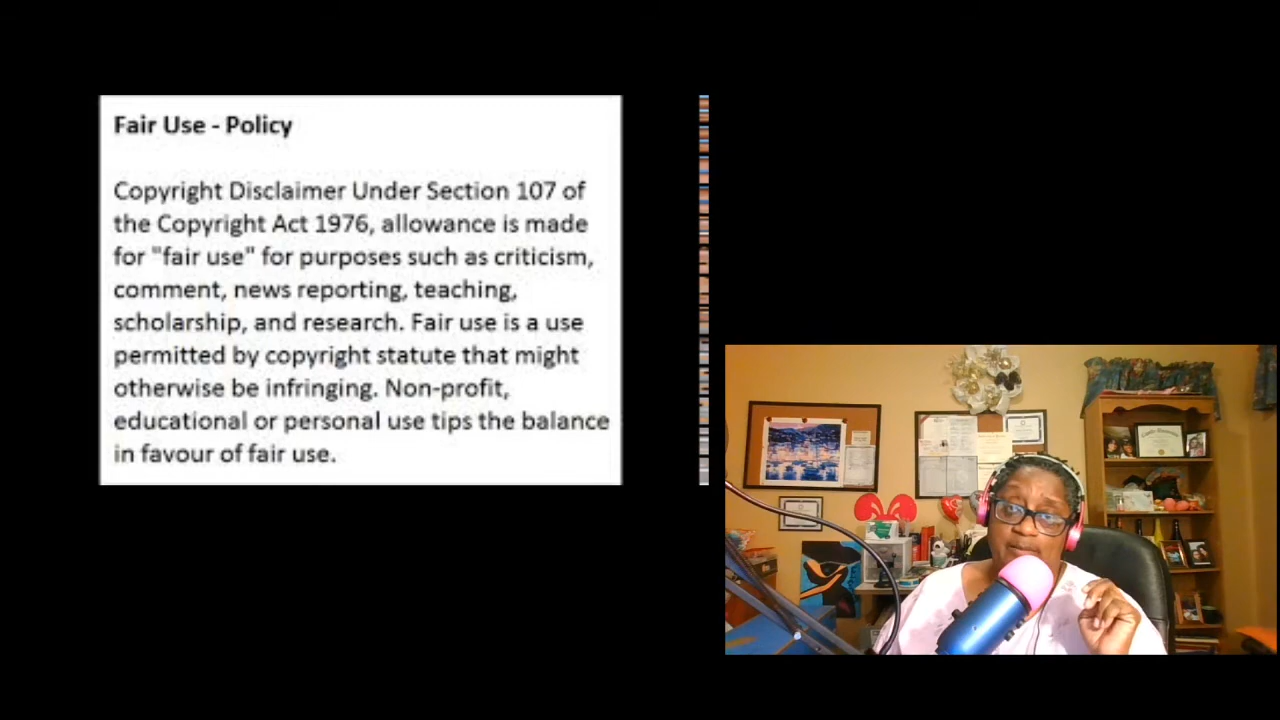 Fair Use - Policy
Copyright Disclaimer Under Section 107 of
the Copyright Act 1976, allowance is made
for "fair use" for purposes such as criticism,
comment, news reporting, teaching,
scholarship, and research. Fair use is a use
permitted by copyright statute that might
otherwise be infringing. Non-profit,
educational or personal use tips the balance
in favour of fair use.